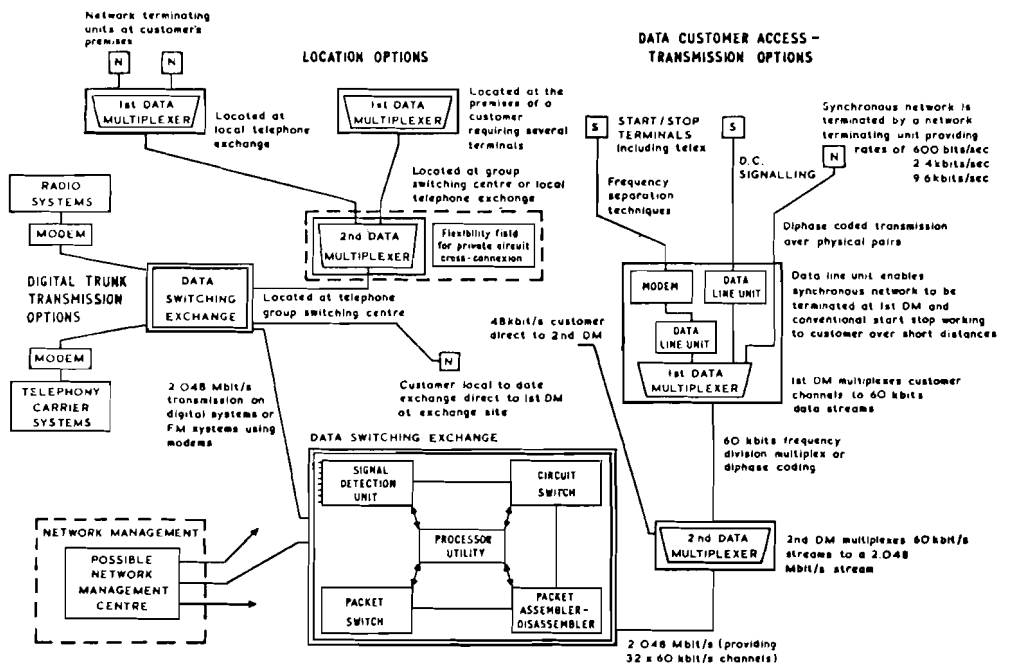 Network terminating
units at customer's
premises
N
N
1st DATA
MULTIPLEXER
Located at
local telephone
exchange
LOCATION OPTIONS
1st DATA
MULTIPLEXER
Located at the
premises of a
customer
requiring several
terminals
Located at group
switching centre or local
telephone exchange
2nd DATA
MULTIPLEXER
Flexibility field
for private circuit
cross-connexion
RADIO
SYSTEMS
MODEM
DIGITAL TRUNK
TRANSMISSION
OPTIONS
DATA
SWITCHING
EXCHANGE
Located at telephone
group switching centre
MODEM
TELEPHONY
CARRIER
SYSTEMS
2.048 Mbit/s
transmission on
digital systems or
FM systems using
modems
N
Customer local to date
exchange direct to 1st DM
at exchange site
DATA CUSTOMER ACCESS -
TRANSMISSION OPTIONS
S
START/STOP
TERMINALS
including telex
S
D.C.
SIGNALLING
Synchronous network is
terminated by a network
terminating unit providing
rates of 600 bits/sec
2.4 kbits/sec
9.6 kbits/sec
N
Frequency
separation
techniques
Diphase coded transmission
over physical pairs
MODEM
DATA
LINE UNIT
DATA
LINE UNIT
1st DATA
MULTIPLEXER
Data line unit enables
synchronous network to be
terminated at 1st DM and
conventional start stop working
to customer over short distances
48kbit/s customer
direct to 2nd DM
1st DM multiplexes customer
channels to 60 kbits
data streams
60 kbits frequency
division multiplex or
diphase coding
2nd DATA
MULTIPLEXER
2nd DM multiplexes 60 kbit/s
streams to a 2.048
Mbit/s stream
2 048 Mbit/s (providing
32 x 60 kbit/s channels)
DATA SWITCHING EXCHANGE
SIGNAL
DETECTION
UNIT
CIRCUIT
SWITCH
PROCESSOR
UTILITY
PACKET
SWITCH
PACKET
ASSEMBLER-
DISASSEMBLER
NETWORK MANAGEMENT
POSSIBLE
NETWORK
MANAGEMENT
CENTRE